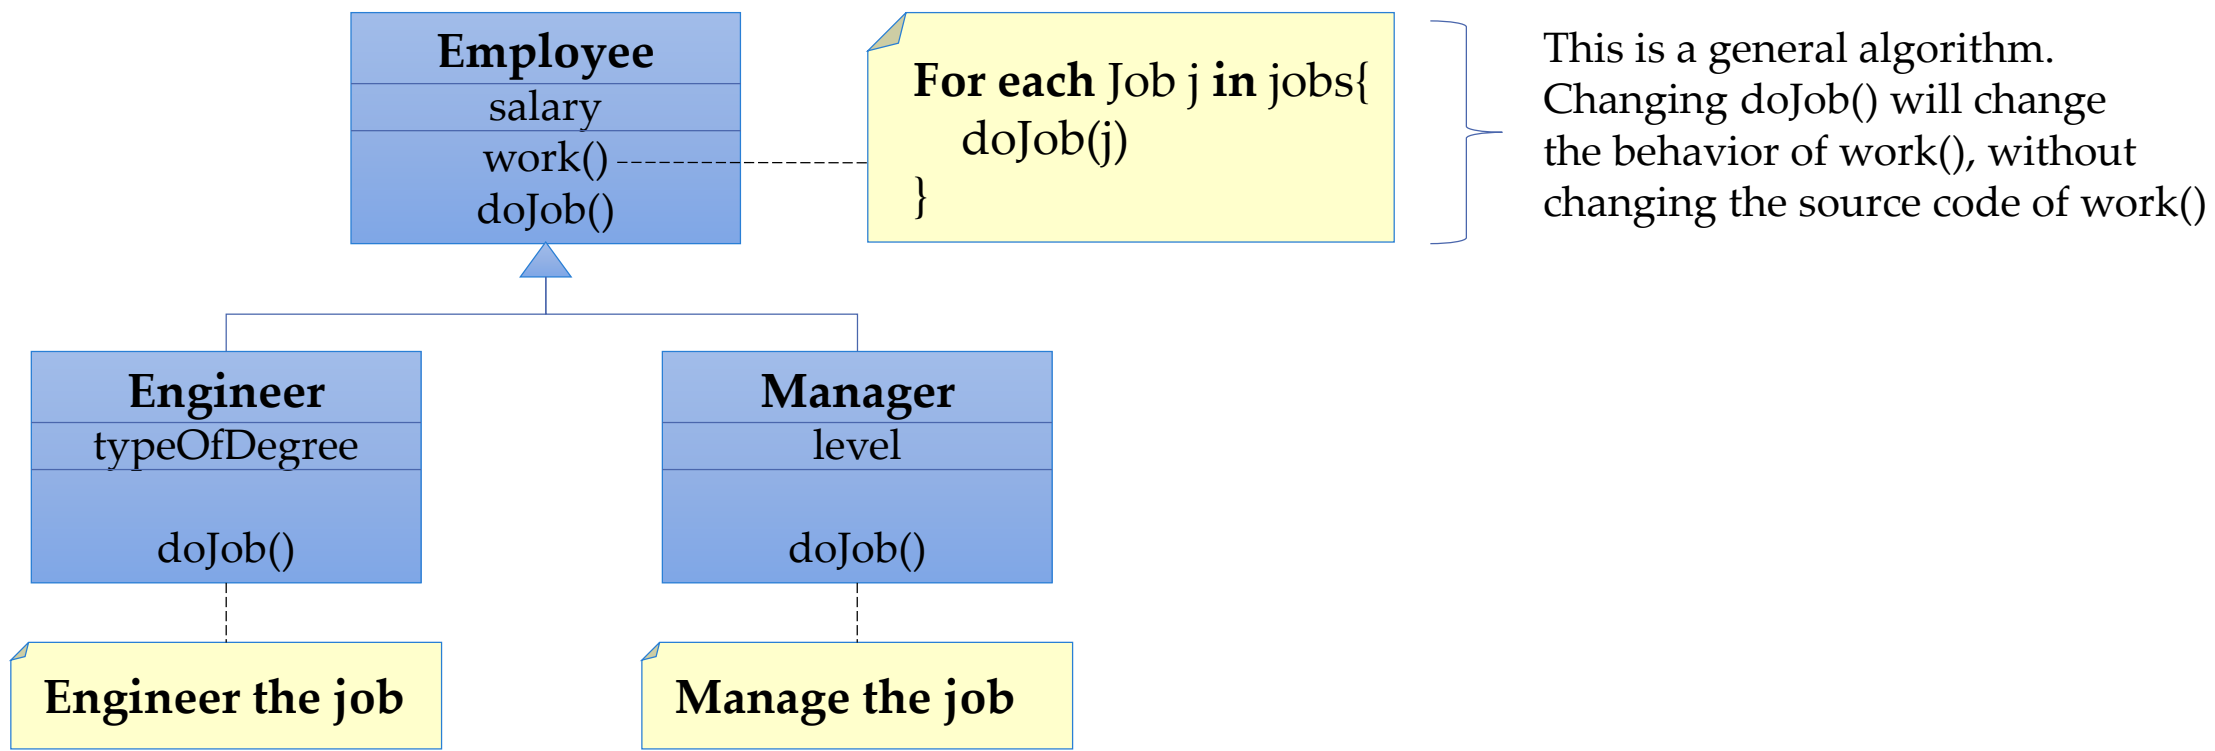 Employee
salary
work()
doJob()
For each Job j in jobs{
doJob(j)
}
This is a general algorithm.
Changing doJob() will change
the behavior of work(), without
changing the source code of work()
Engineer
typeOfDegree
doJob()
Manager
level
doJob()
Engineer the job
Manage the job